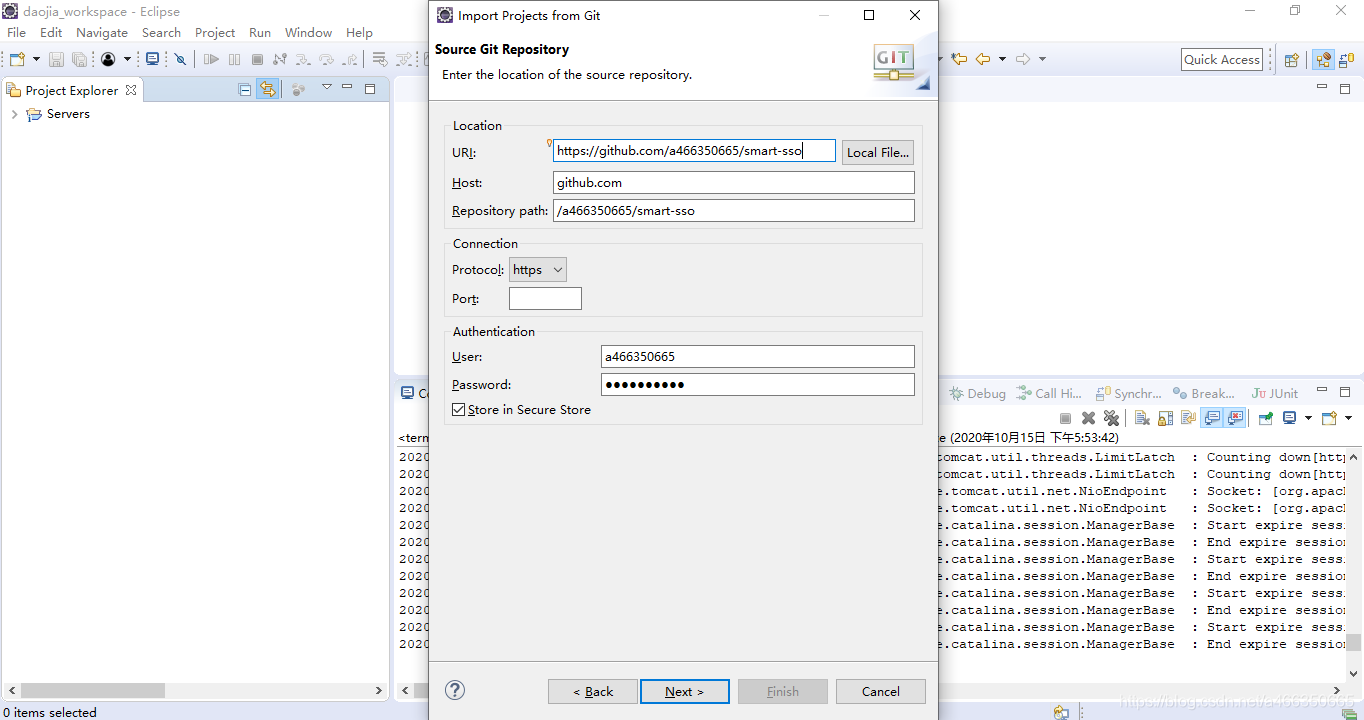 daojia_workspace - Eclipse
File Edit Navigate Search Project Run Window Help
Quick Access
Project Explorer
Servers
0 items selected
Import Projects from Git
Source Git Repository
Enter the location of the source repository.
GIT
Location
URI: https://github.com/a466350665/smart-sso Local File...
Host: github.com
Repository path: /a466350665/smart-sso
Connection
Protocol: https
Port:
Authentication
User: a466350665
Password: ●●●●●●●●●●
Store in Secure Store
< Back Next > Finish Cancel
Debug Call Hi... Synchr... Break... JUnit
<tern
(2020年10月15日 下午5:53:42)
2020 tomcat.util.threads.LimitLatch : Counting down[http
2020 tomcat.util.threads.LimitLatch : Counting down[http
2020 e.tomcat.util.net.NioEndpoint : Socket: [org.apach
2020 e.tomcat.util.net.NioEndpoint : Socket: [org.apach
2020 e.catalina.session.ManagerBase : Start expire sess
2020 e.catalina.session.ManagerBase : End expire session
2020 e.catalina.session.ManagerBase : Start expire sess
2020 e.catalina.session.ManagerBase : End expire session
2020 e.catalina.session.ManagerBase : Start expire sess
2020 e.catalina.session.ManagerBase : End expire session
2020 e.catalina.session.ManagerBase : Start expire sess
2020 e.catalina.session.ManagerBase : End expire session
https://blog.csdn.net/a466350665